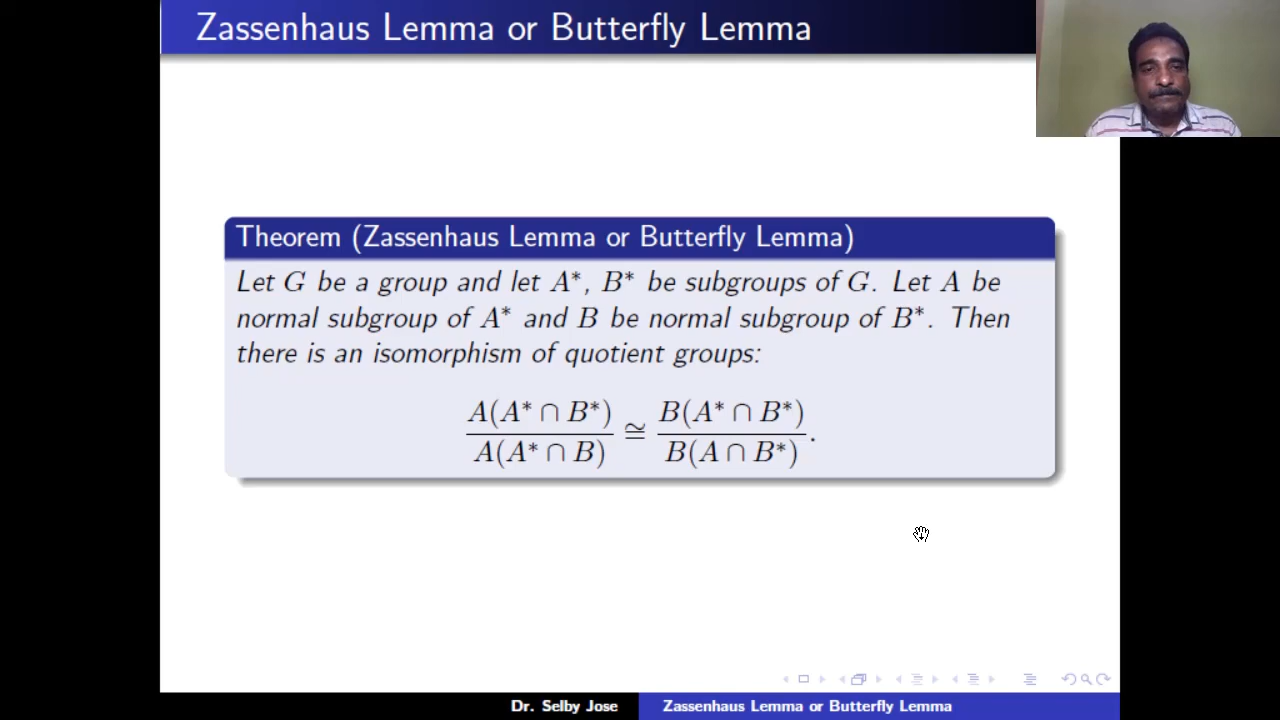 Zassenhaus Lemma or Butterfly Lemma
Theorem (Zassenhaus Lemma or Butterfly Lemma)
Let G be a group and let A*, B* be subgroups of G. Let A be
normal subgroup of A* and B be normal subgroup of B*. Then
there is an isomorphism of quotient groups:
A(A* ∩ B*) / A(A* ∩ B) ≅ B(A* ∩ B*) / B(A ∩ B*).
Dr. Selby Jose
Zassenhaus Lemma or Butterfly Lemma